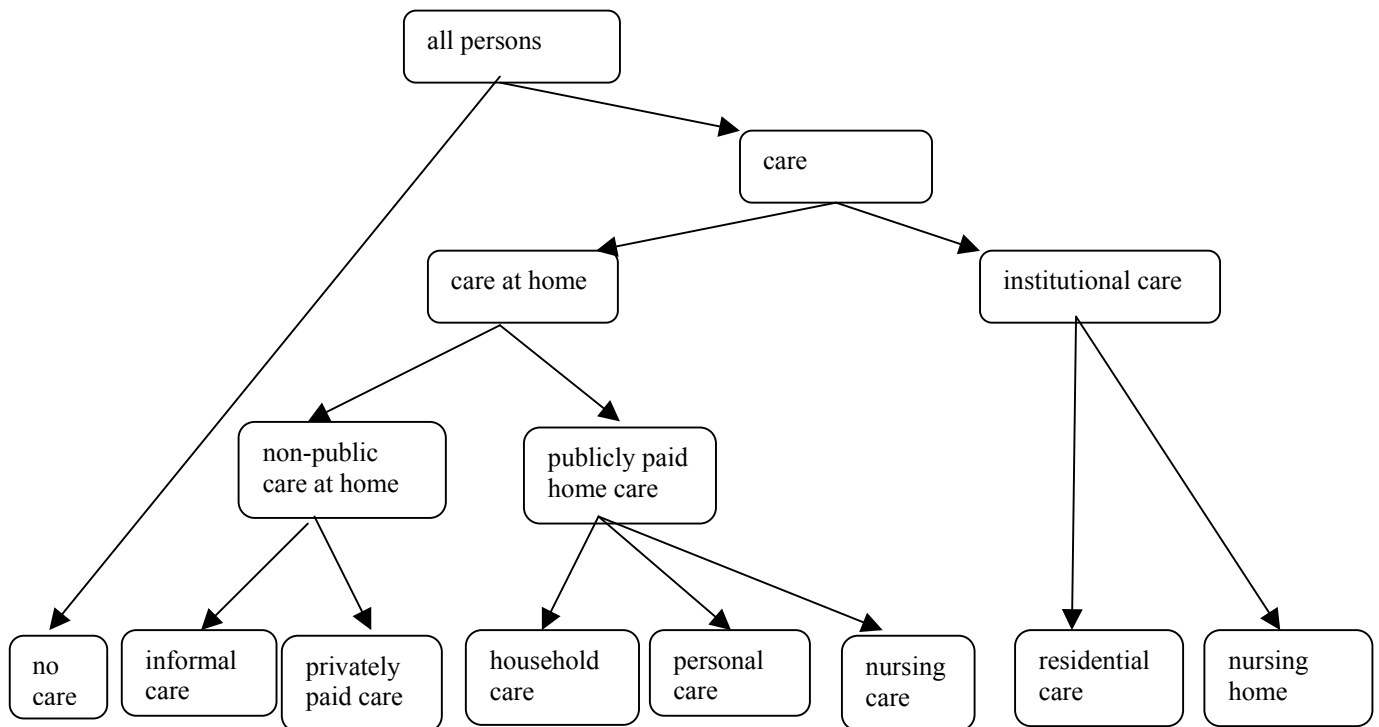 all persons
care
care at home
institutional care
non-public
care at home
publicly paid
home care
no
care
informal
care
privately
paid care
household
care
personal
care
nursing
care
residential
care
nursing
home